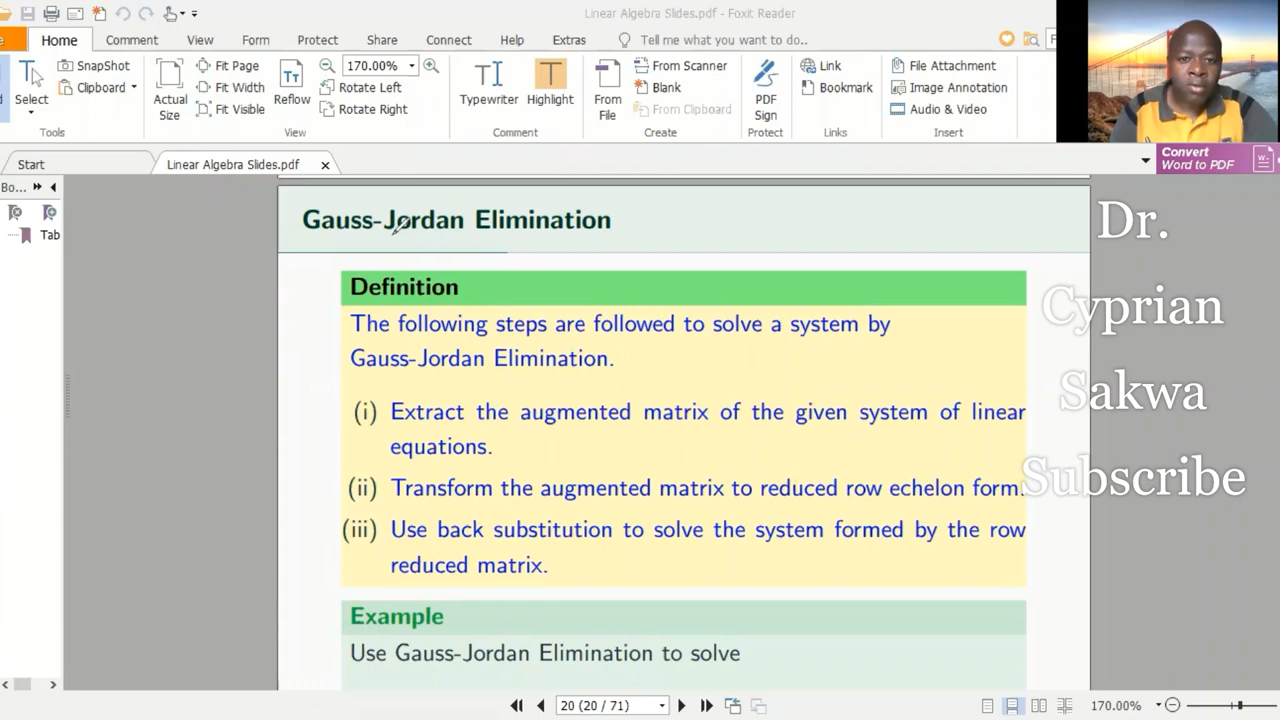 Linear Algebra Slides.pdf - Foxit Reader
Home Comment View Form Protect Share Connect Help Extras Tell me what you want to do..
Select
SnapShot
Clipboard
Tools
Actual Size
Fit Page
Fit Width
Fit Visible
Reflow
170.00%
Rotate Left
Rotate Right
View
Typewriter
Highlight
Comment
From File
From Scanner
Blank
From Clipboard
Create
PDF Sign
Protect
Link
Bookmark
Links
File Attachment
Image Annotation
Audio & Video
Insert
Start
Linear Algebra Slides.pdf
Convert
Word to PDF
Bo...
Tab
Gauss-Jordan Elimination
Definition
The following steps are followed to solve a system by
Gauss-Jordan Elimination.
(i) Extract the augmented matrix of the given system of linear
equations.
(ii) Transform the augmented matrix to reduced row echelon form.
(iii) Use back substitution to solve the system formed by the row
reduced matrix.
Example
Use Gauss-Jordan Elimination to solve
Dr.
Cyprian
Sakwa
Subscribe
20 (20 / 71)
170.00%